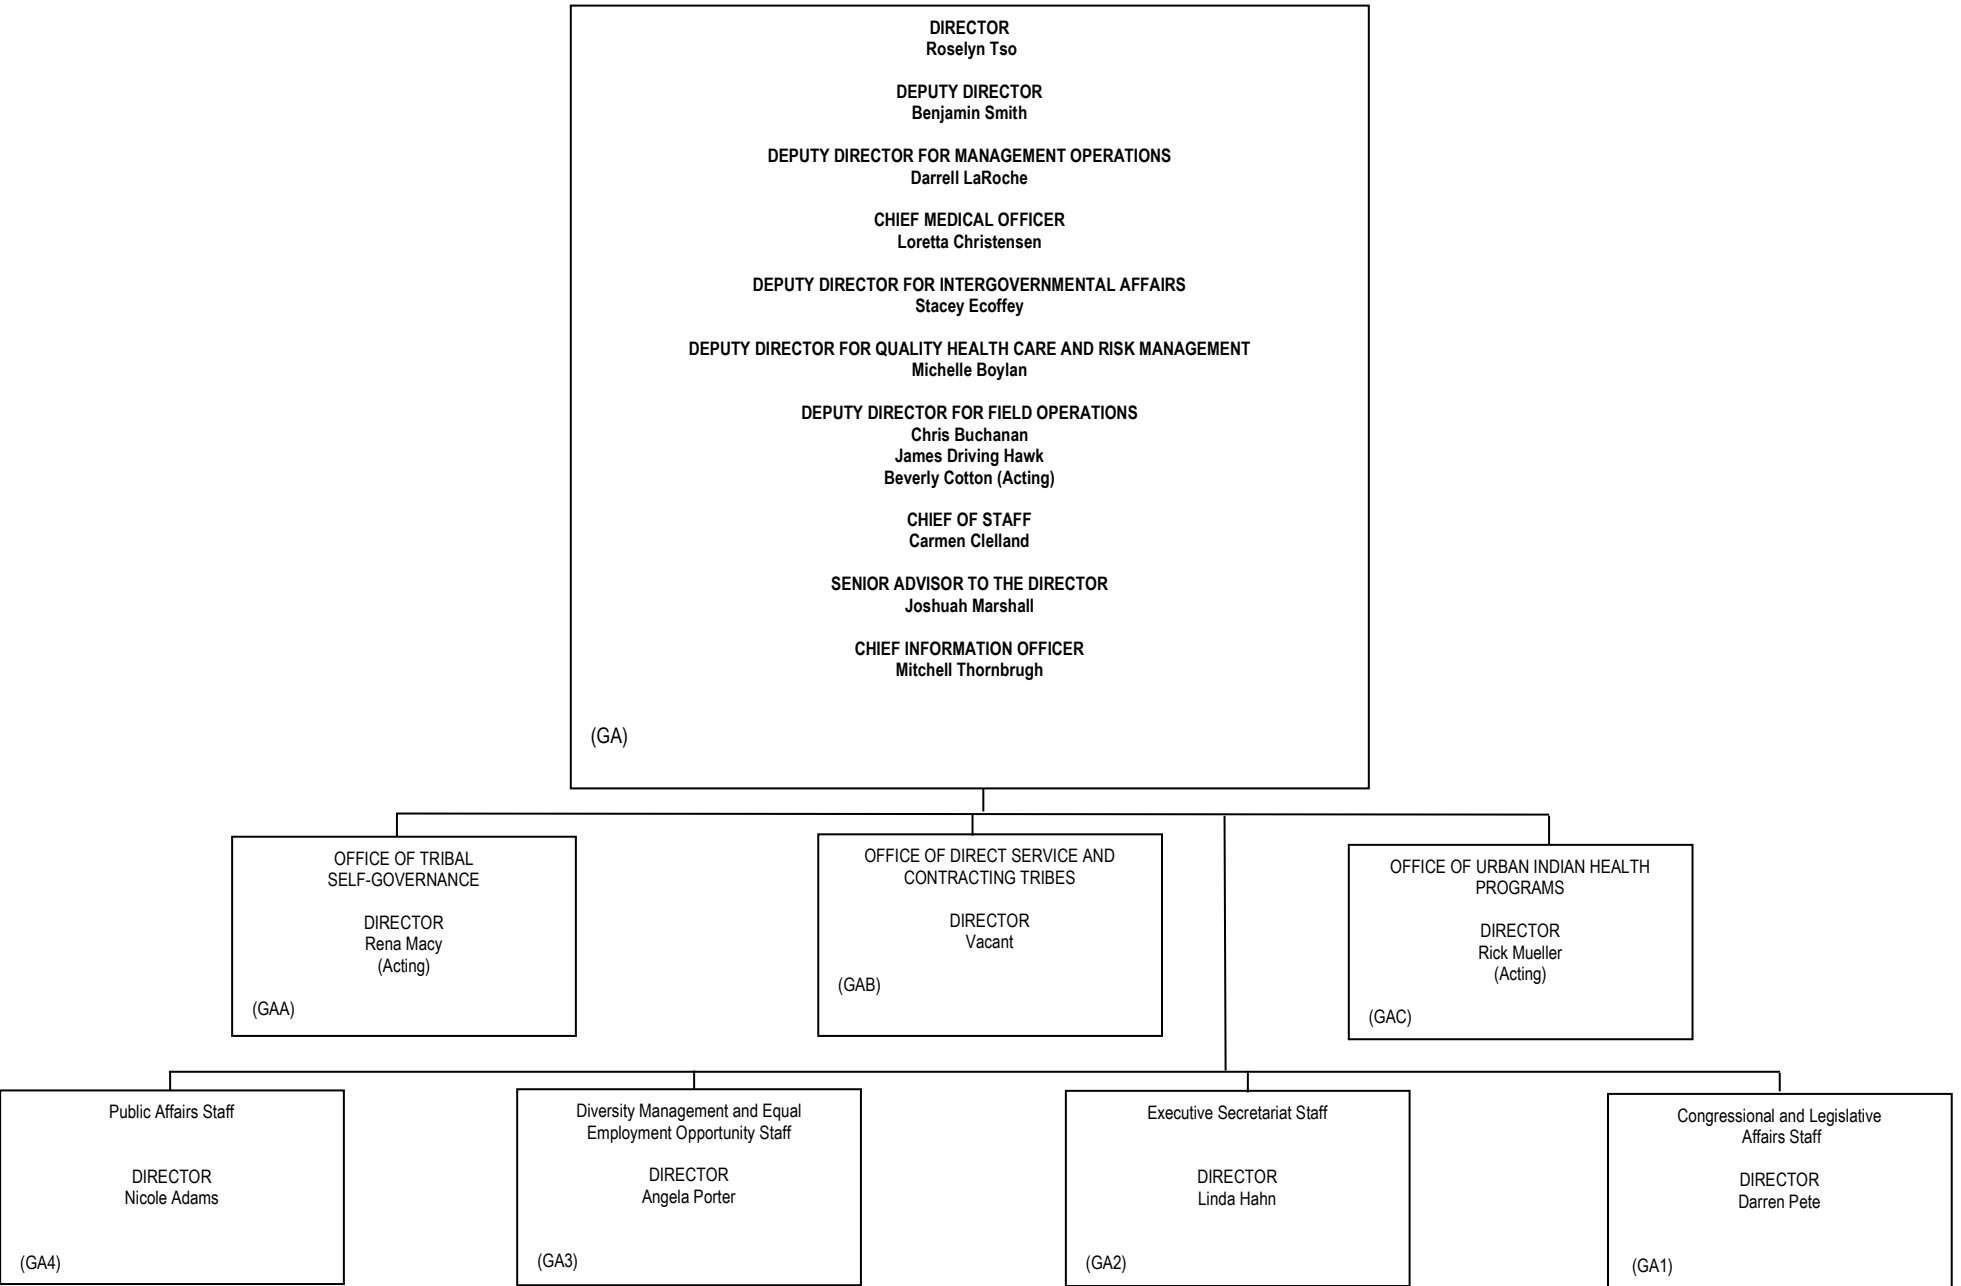 DIRECTOR
Roselyn Tso
DEPUTY DIRECTOR
Benjamin Smith
DEPUTY DIRECTOR FOR MANAGEMENT OPERATIONS
Darrell LaRoche
CHIEF MEDICAL OFFICER
Loretta Christensen
DEPUTY DIRECTOR FOR INTERGOVERNMENTAL AFFAIRS
Stacey Ecoffey
DEPUTY DIRECTOR FOR QUALITY HEALTH CARE AND RISK MANAGEMENT
Michelle Boylan
DEPUTY DIRECTOR FOR FIELD OPERATIONS
Chris Buchanan
James Driving Hawk
Beverly Cotton (Acting)
CHIEF OF STAFF
Carmen Clelland
SENIOR ADVISOR TO THE DIRECTOR
Joshuah Marshall
CHIEF INFORMATION OFFICER
Mitchell Thornbrugh
(GA)
OFFICE OF TRIBAL
SELF-GOVERNANCE
DIRECTOR
Rena Macy
(Acting)
(GAA)
OFFICE OF DIRECT SERVICE AND
CONTRACTING TRIBES
DIRECTOR
Vacant
(GAB)
OFFICE OF URBAN INDIAN HEALTH
PROGRAMS
DIRECTOR
Rick Mueller
(Acting)
(GAC)
Public Affairs Staff
DIRECTOR
Nicole Adams
(GA4)
Diversity Management and Equal
Employment Opportunity Staff
DIRECTOR
Angela Porter
(GA3)
Executive Secretariat Staff
DIRECTOR
Linda Hahn
(GA2)
Congressional and Legislative
Affairs Staff
DIRECTOR
Darren Pete
(GA1)